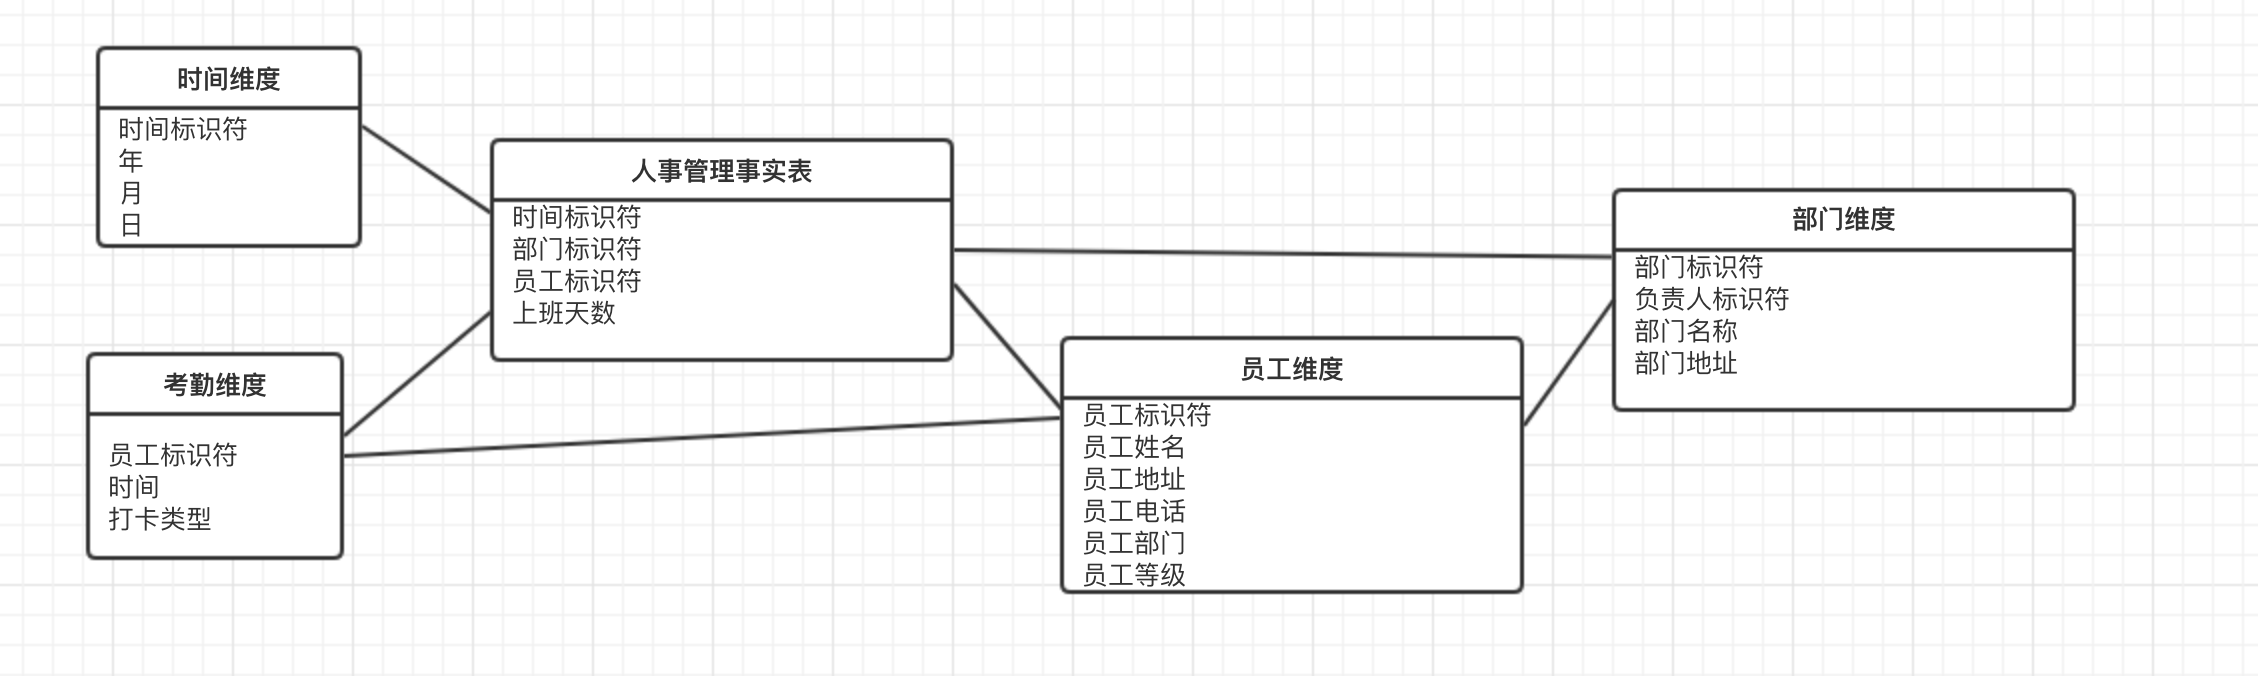 时间维度
时间标识符
年
月
日
人事管理事实表
时间标识符
部门标识符
员工标识符
上班天数
考勤维度
员工标识符
时间
打卡类型
员工维度
员工标识符
员工姓名
员工地址
员工电话
员工部门
员工等级
部门维度
部门标识符
负责人标识符
部门名称
部门地址